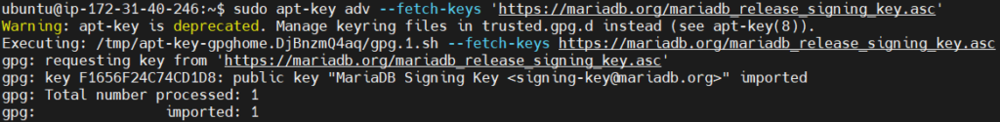 ubuntu@ip-172-31-40-246:~$ sudo apt-key adv --fetch-keys 'https://mariadb.org/mariadb_release_signing_key.asc'
Warning: apt-key is deprecated. Manage keyring files in trusted.gpg.d instead (see apt-key(8)).
Executing: /tmp/apt-key-gpghome.DjBnzmQ4aq/gpg.1.sh --fetch-keys https://mariadb.org/mariadb_release_signing_key.asc
gpg: requesting key from 'https://mariadb.org/mariadb_release_signing_key.asc'
gpg: key F1656F24C74CD1D8: public key "MariaDB Signing Key <signing-key@mariadb.org>" imported
gpg: Total number processed: 1
gpg:               imported: 1